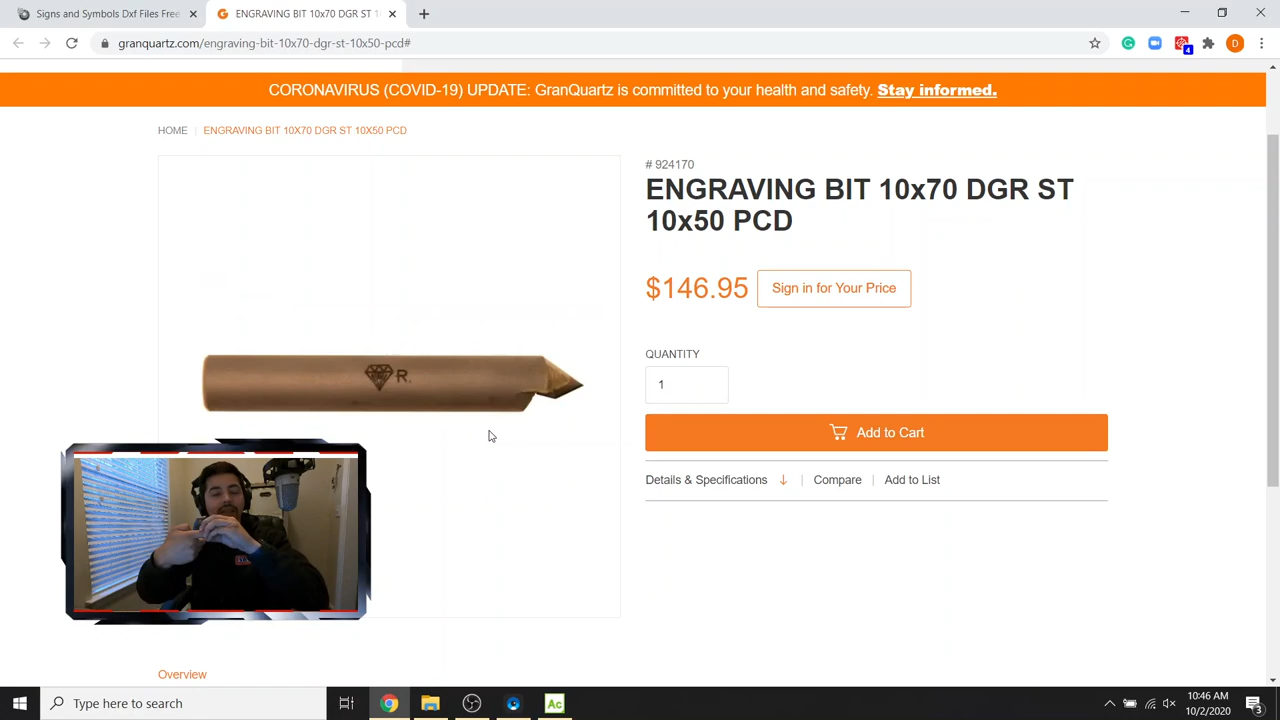 Signs and Symbols Dxf Files Free
ENGRAVING BIT 10X70 DGR ST 1
granquartz.com/engraving-bit-10x70-dgr-st-10x50-pcd#
4
D
CORONAVIRUS (COVID-19) UPDATE: GranQuartz is committed to your health and safety. Stay informed.
HOME
ENGRAVING BIT 10X70 DGR ST 10X50 PCD
# 924170
ENGRAVING BIT 10x70 DGR ST
10x50 PCD
$146.95
Sign in for Your Price
QUANTITY
1
R.
Add to Cart
Details & Specifications
Compare
Add to List
Overview
Type here to search
Ac
10:46 AM
10/2/2020
3